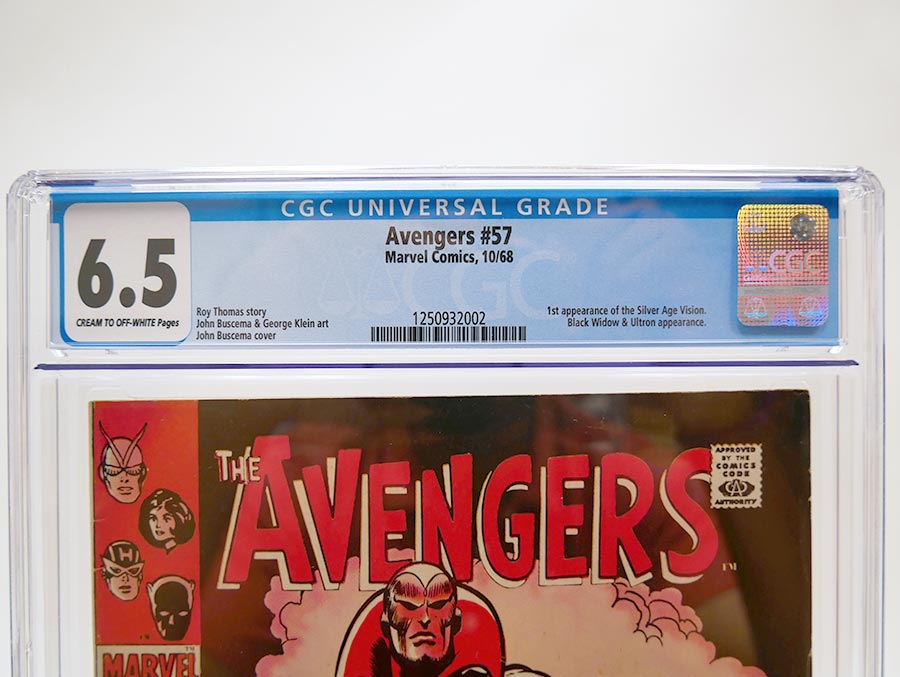 CGC UNIVERSAL GRADE
6.5
CREAM TO OFF-WHITE Pages
Avengers #57
Marvel Comics, 10/68
Roy Thomas story
John Buscema & George Klein art
John Buscema cover
1250932002
1st appearance of the Silver Age Vision.
Black Widow & Ultron appearance.
CGC
CGC
THE AVENGERS
TM
APPROVED
BY THE
COMICS
CODE
AUTHORITY
H
MARVEL